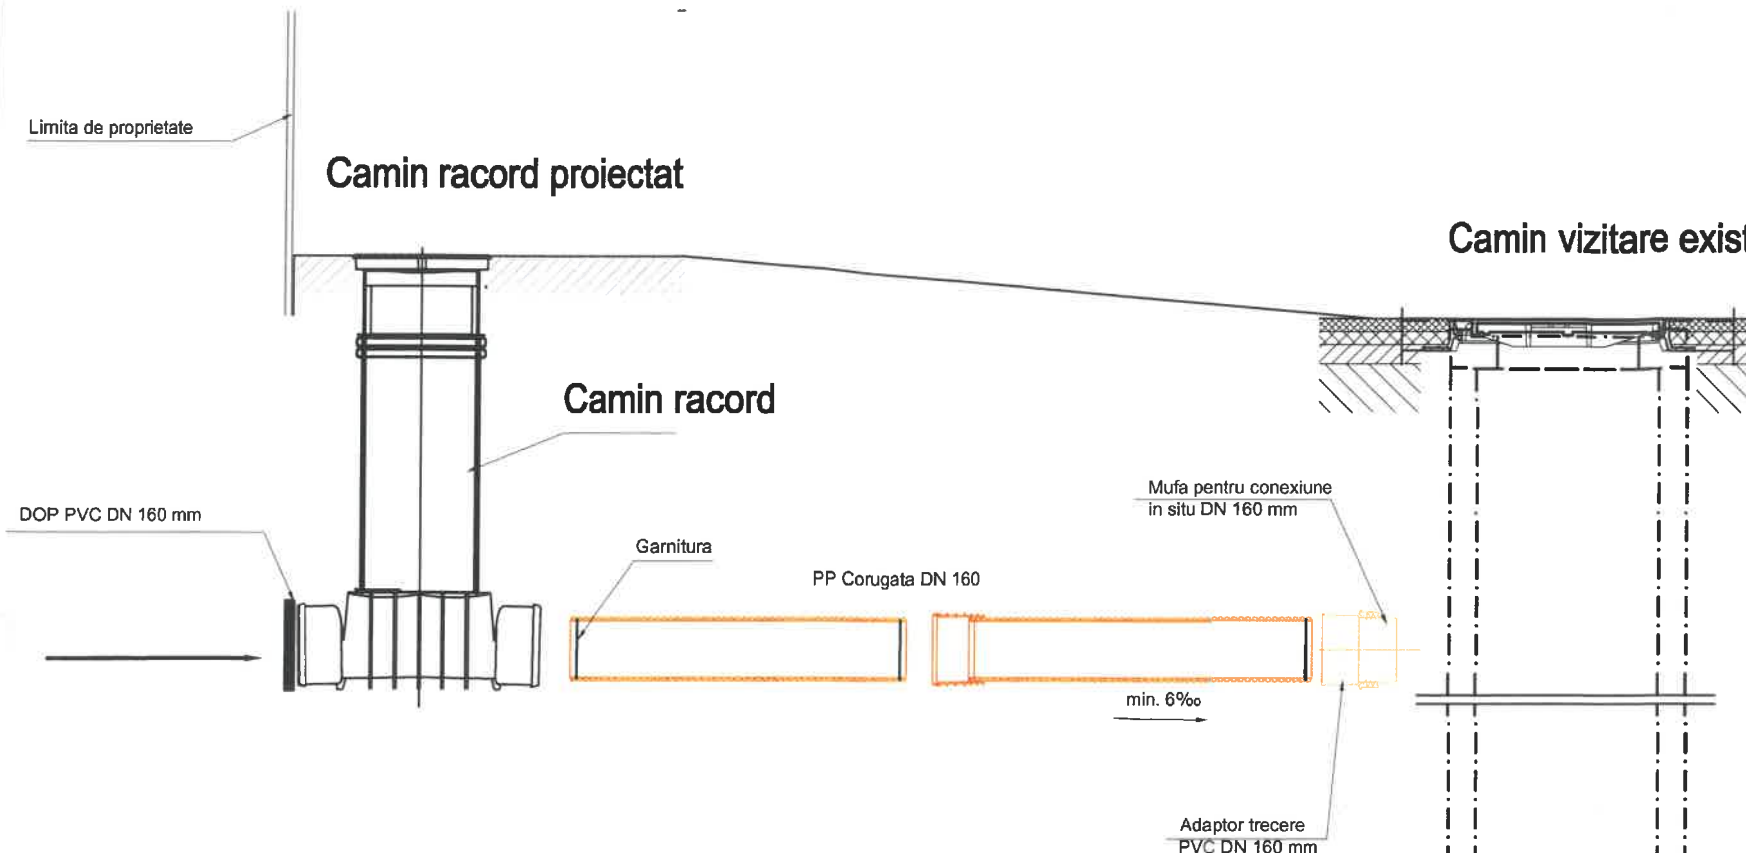 Limita de proprietate
Camin racord proiectat
Camin vizitare exist
Camin racord
Mufa pentru conexiune
in situ DN 160 mm
DOP PVC DN 160 mm
Garnitura
PP Corugata DN 160
min. 6‰
Adaptor trecere
PVC DN 160 mm